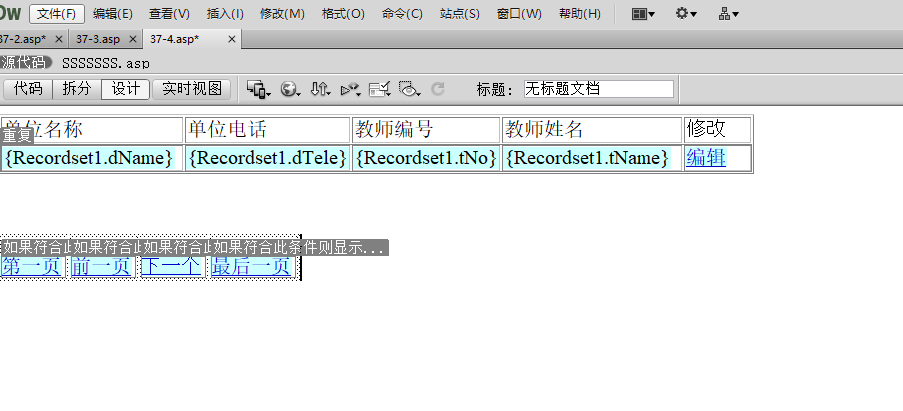 Dw 文件(F) 编辑(E) 查看(V) 插入(I) 修改(M) 格式(O) 命令(C) 站点(S) 窗口(W) 帮助(H)
37-2.asp* × 37-3.asp × 37-4.asp* ×
源代码 SSSSSSS.asp
代码 拆分 设计 实时视图 标题: 无标题文档
重复
单位名称 单位电话 教师编号 教师姓名 修改
{Recordset1.dName} {Recordset1.dTele} {Recordset1.tNo} {Recordset1.tName} 编辑
如果符合此 如果符合此 如果符合此 如果符合此条件则显示...
第一页 前一页 下一个 最后一页